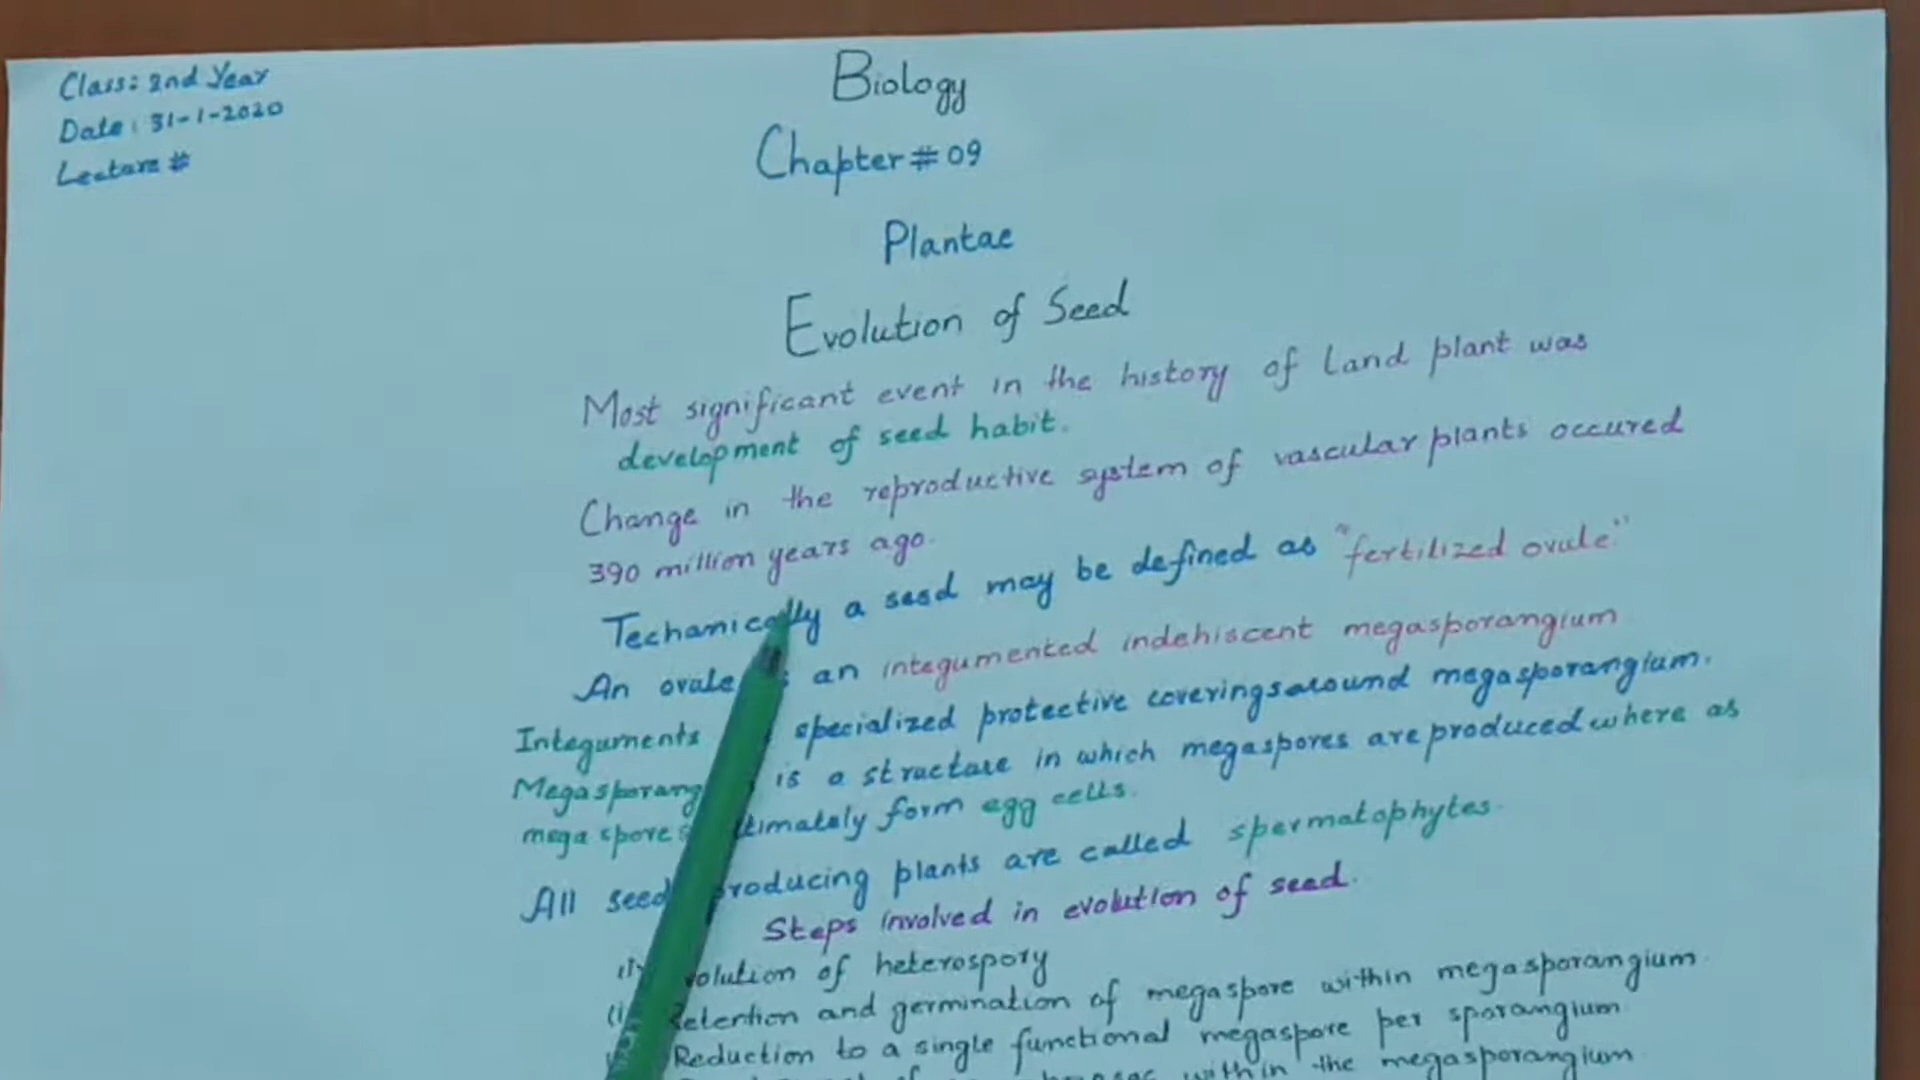 Class: 2nd Year
Date: 31-1-2020
Lecture #
Biology
Chapter # 09
Plantae
Evolution of Seed
Most significant event in the history of land plant was
development of seed habit.
Change in the reproductive system of vascular plants occured
390 million years ago.
Techanically a seed may be defined as "fertilized ovule."
An ovule an integumented indehiscent megasporangium
Integuments specialized protective coverings around megasporangium.
Megasporang is a structure in which megaspores are produced where as
mega spores timately form egg cells.
All seed producing plants are called spermatophytes.
Steps involved in evolution of seed.
(i) volution of heterospory
(i Retention and germination of megaspore within megasporangium
Reduction to a single functional megaspore per sporangium
within the megasporangium